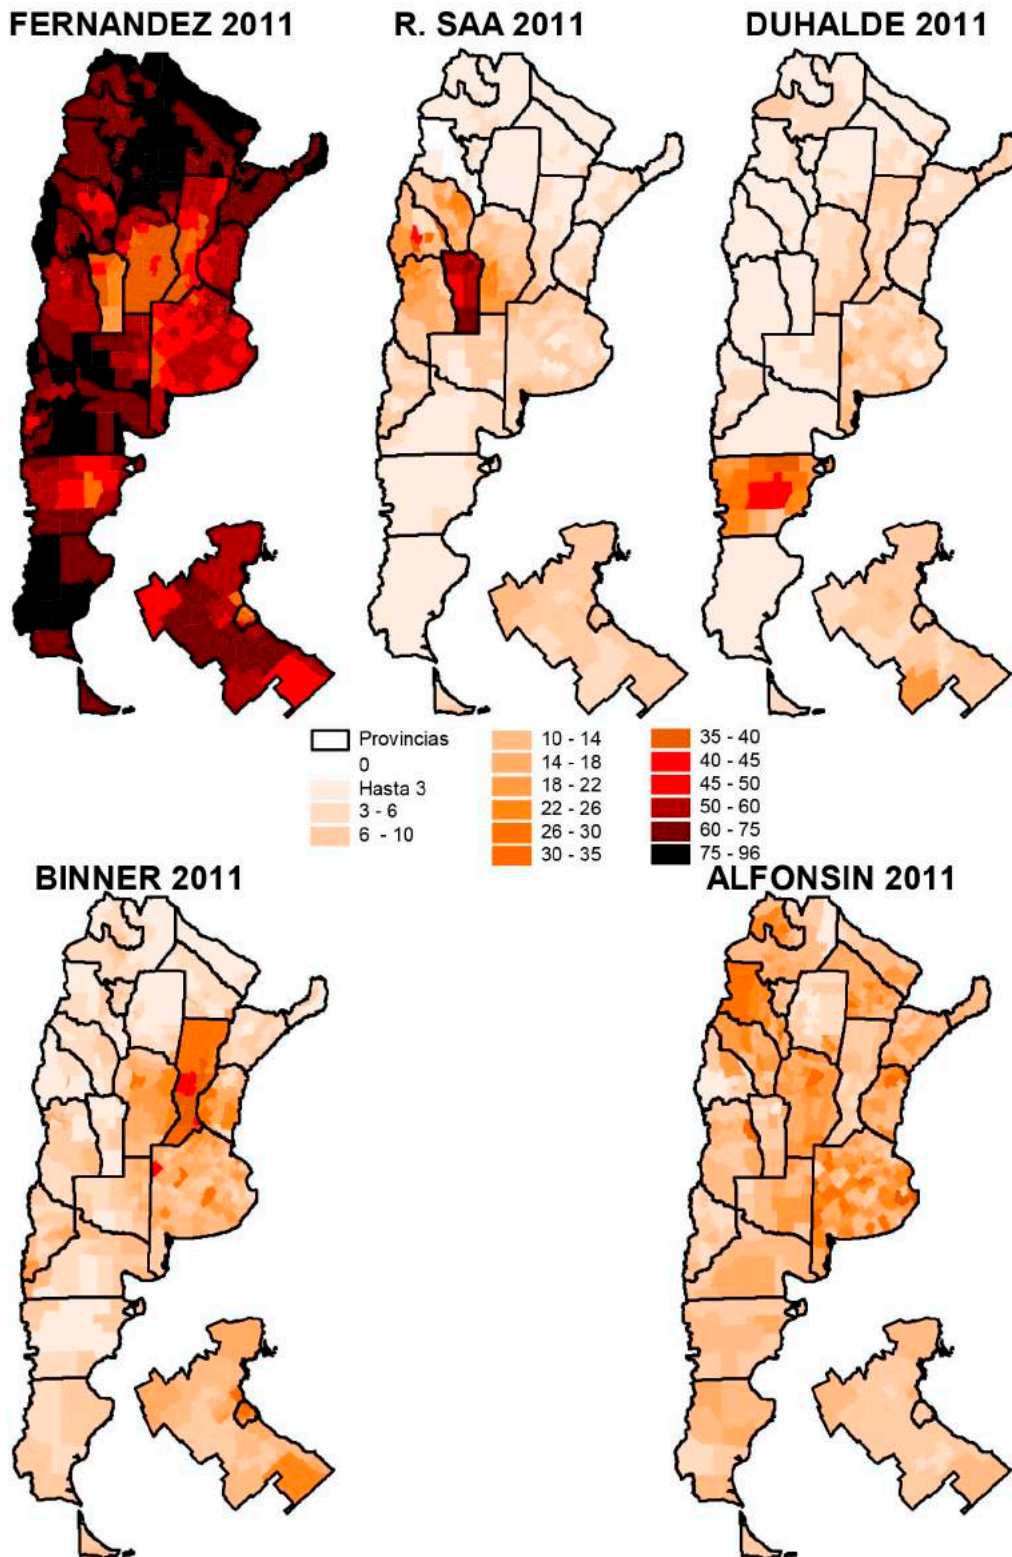 FERNANDEZ 2011
R. SAA 2011
DUHALDE 2011
Provincias
0
Hasta 3
3 - 6
6 - 10
10 - 14
14 - 18
18 - 22
22 - 26
26 - 30
30 - 35
35 - 40
40 - 45
45 - 50
50 - 60
60 - 75
75 - 96
BINNER 2011
ALFONSIN 2011